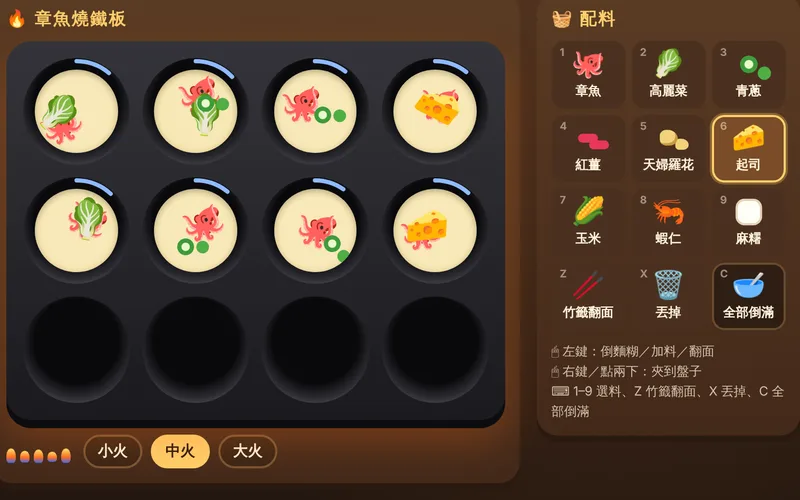 章魚燒鐵板
小火
中火
大火
配料
1
章魚
2
高麗菜
3
青蔥
4
紅薑
5
天婦羅花
6
起司
7
玉米
8
蝦仁
9
麻糬
Z
竹籤翻面
X
丟掉
C
全部倒滿
左鍵：倒麵糊／加料／翻面
右鍵／點兩下：夾到盤子
1–9 選料、Z 竹籤翻面、X 丟掉、C 全
部倒滿